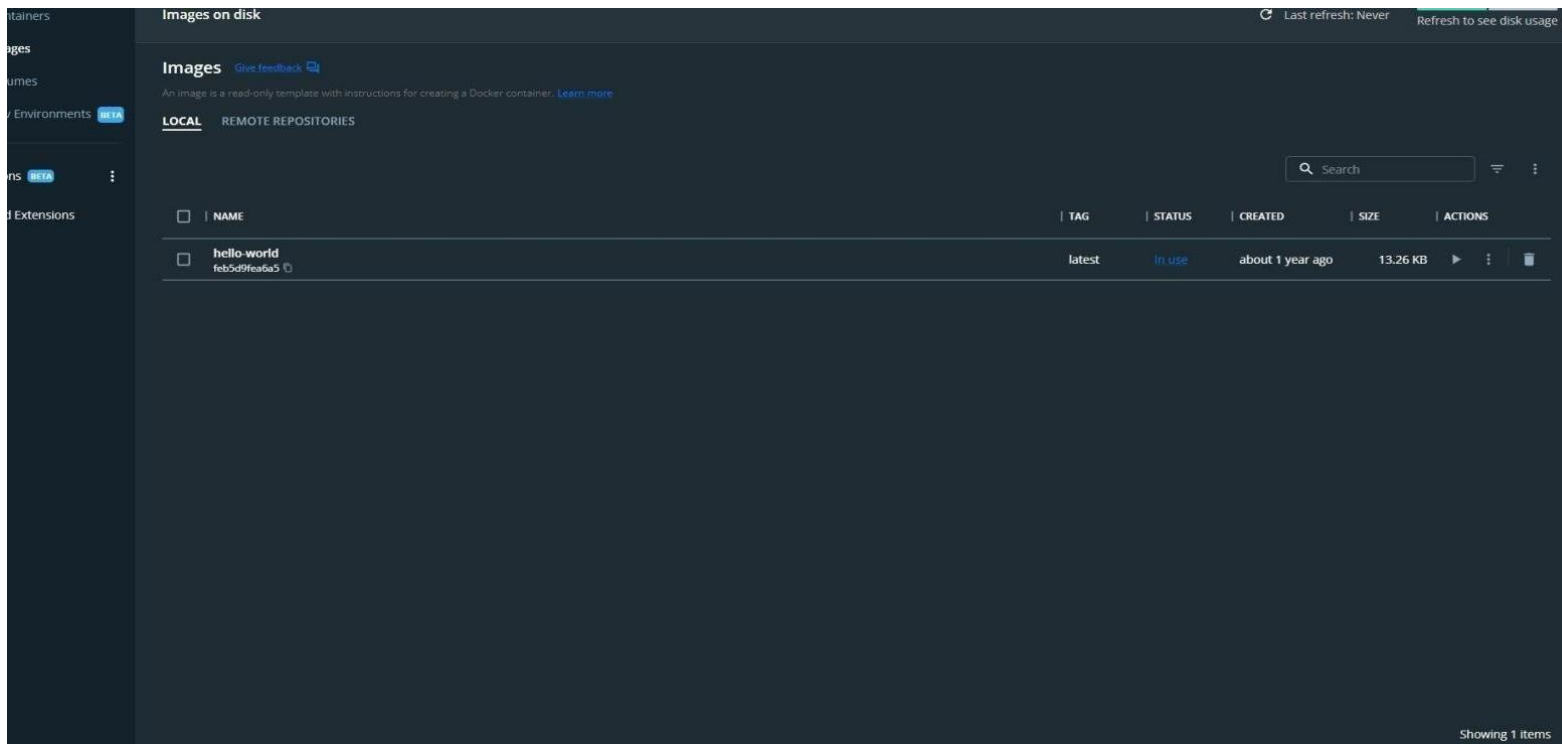 Images on disk
Last refresh: Never
Refresh to see disk usage
Images Give feedback
An image is a read-only template with instructions for creating a Docker container. Learn more
LOCAL REMOTE REPOSITORIES
ntainers
ages
umes
v Environments BETA
ons BETA
d Extensions
Search
NAME TAG STATUS CREATED SIZE ACTIONS
hello-world latest In use about 1 year ago 13.26 KB
feb5d9fea6a5
Showing 1 items